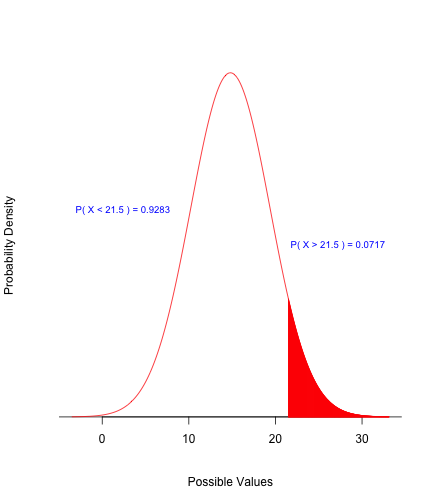 P( X < 21.5 ) = 0.9283
P( X > 21.5 ) = 0.0717
Probability Density
0 10 20 30
Possible Values